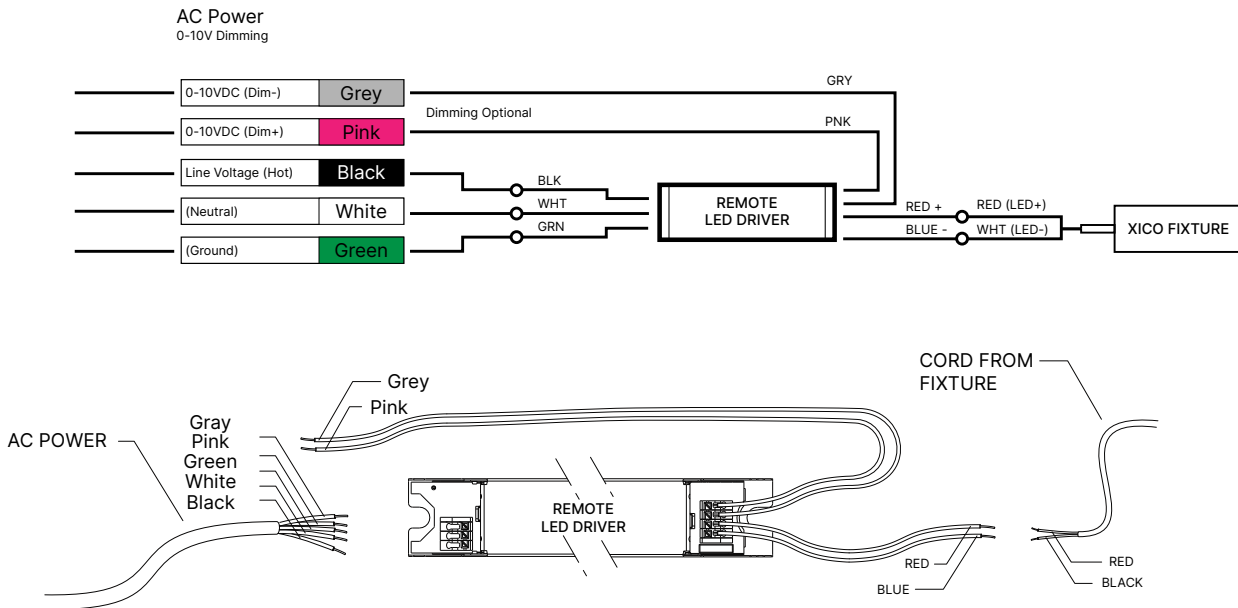 AC Power
0-10V Dimming
0-10VDC (Dim-) Grey
GRY
0-10VDC (Dim+) Pink
Dimming Optional
PNK
Line Voltage (Hot) Black
BLK
(Neutral) White
WHT
(Ground) Green
GRN
REMOTE
LED DRIVER
RED + RED (LED+)
BLUE - WHT (LED-)
XICO FIXTURE
CORD FROM
FIXTURE
Grey
Pink
AC POWER
Gray
Pink
Green
White
Black
REMOTE
LED DRIVER
RED
BLUE
RED
BLACK